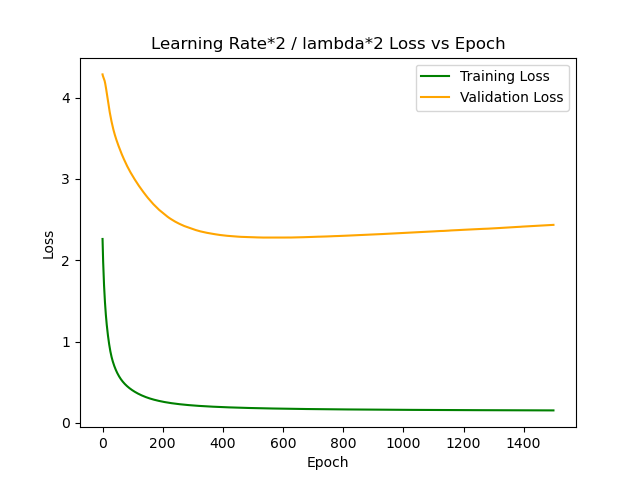 Learning Rate*2 / lambda*2 Loss vs Epoch
Training Loss
Validation Loss
4
3
2
1
0
Loss
0 200 400 600 800 1000 1200 1400
Epoch